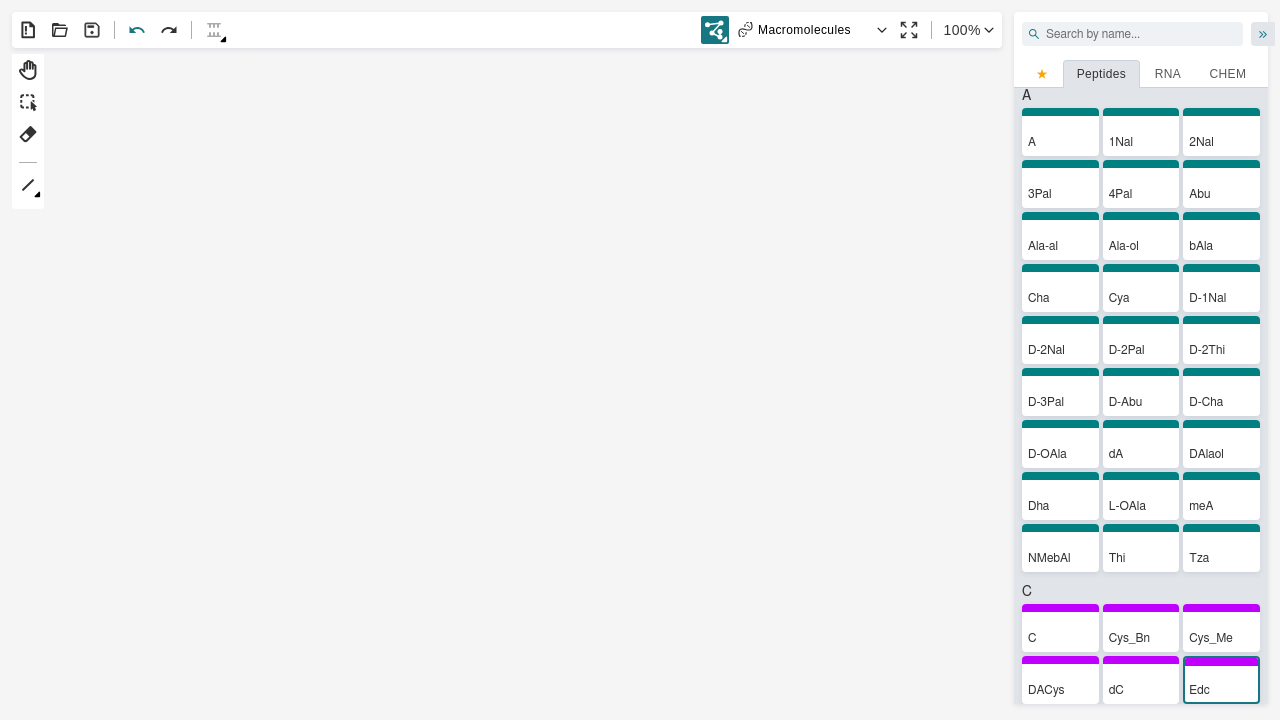 Macromolecules
100%
Search by name...
Peptides
RNA
CHEM
A
A
1Nal
2Nal
3Pal
4Pal
Abu
Ala-al
Ala-ol
bAla
Cha
Cya
D-1Nal
D-2Nal
D-2Pal
D-2Thi
D-3Pal
D-Abu
D-Cha
D-OAla
dA
DAlaol
Dha
L-OAla
meA
NMebAl
Thi
Tza
C
C
Cys_Bn
Cys_Me
DACys
dC
Edc